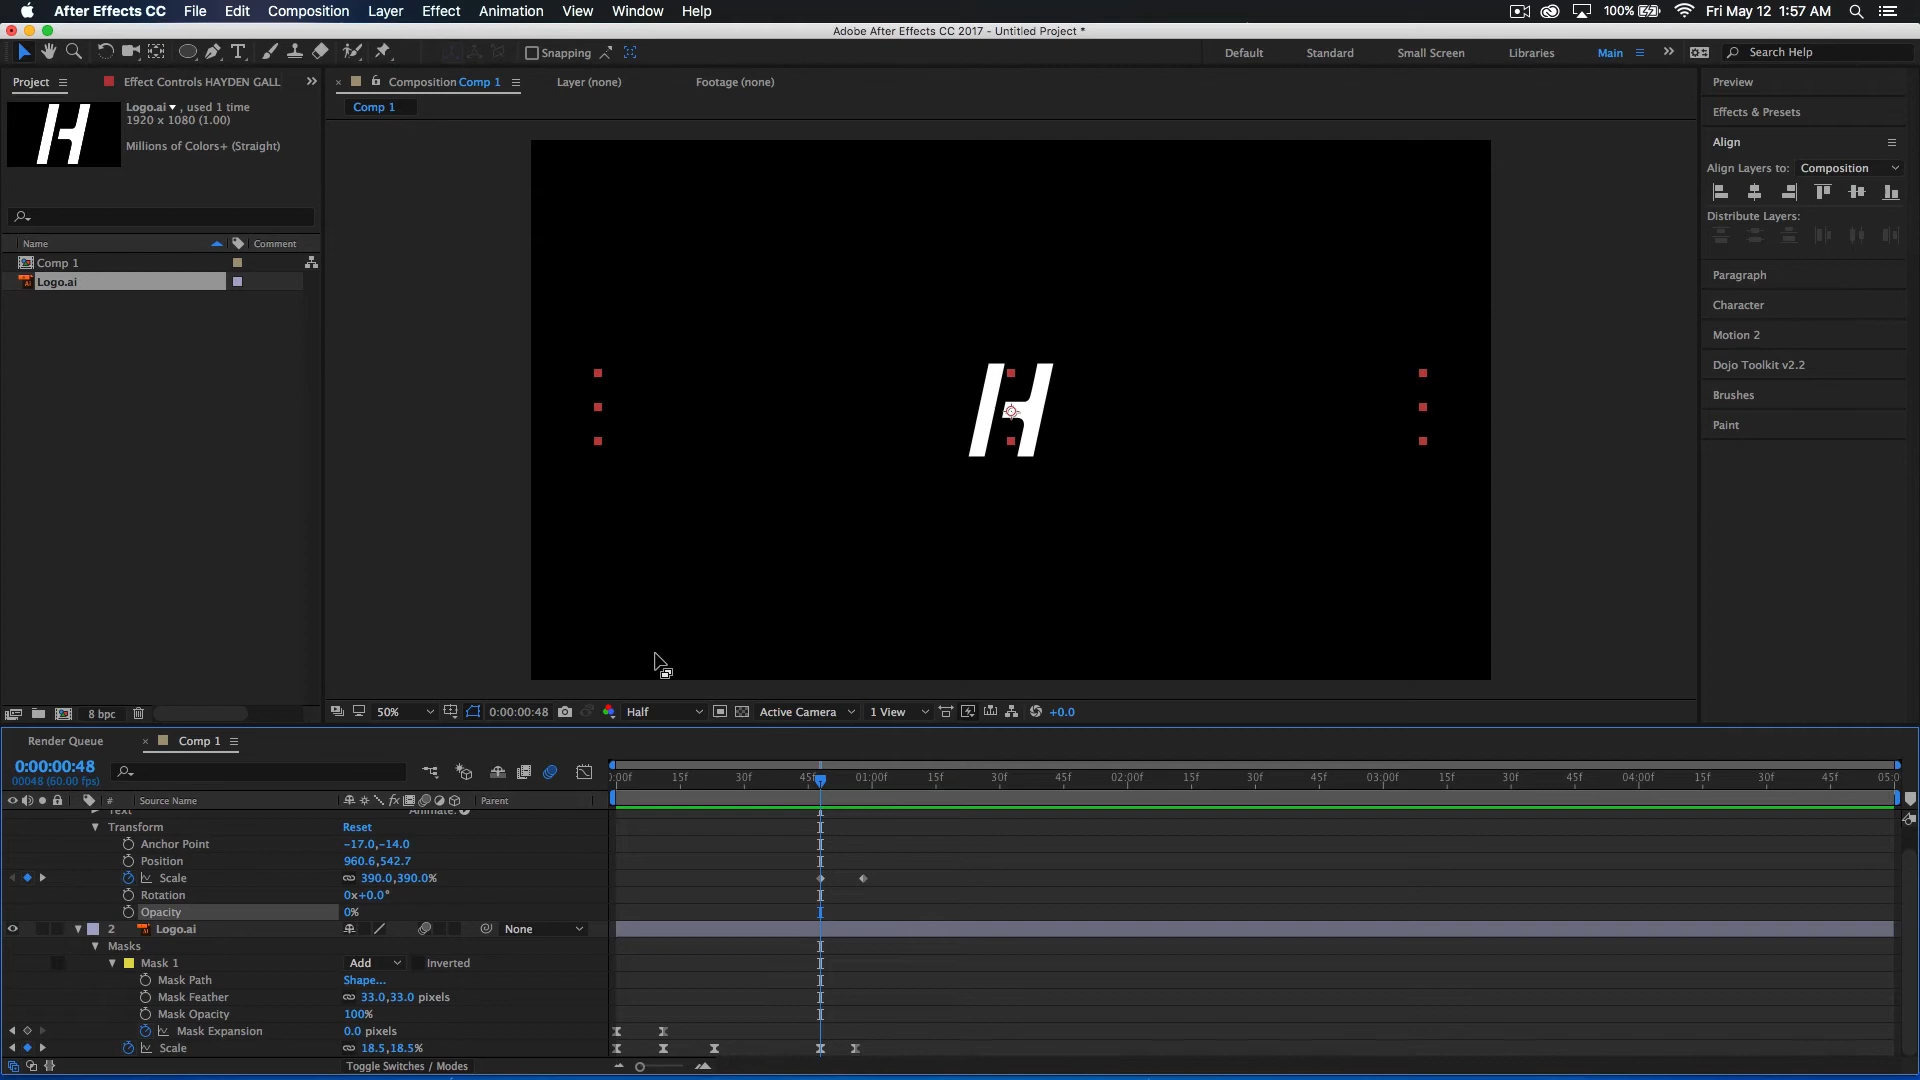 After Effects CC File Edit Composition Layer Effect Animation View Window Help 100% Fri May 12 1:57 AM
Adobe After Effects CC 2017 - Untitled Project *
Snapping Default Standard Small Screen Libraries Main Search Help
Project Effect Controls HAYDEN GALL Composition Comp 1 Layer (none) Footage (none) Preview
Logo.ai , used 1 time
1920 x 1080 (1.00)
Millions of Colors+ (Straight)
Comp 1
Effects & Presets
Align
Align Layers to: Composition
Distribute Layers:
Name Comment
Comp 1
Logo.ai
Paragraph
Character
Motion 2
Dojo Toolkit v2.2
Brushes
Paint
8 bpc 50% 0:00:00:48 Half Active Camera 1 View +0.0
Render Queue Comp 1
0:00:00:48
00048 (60.00 fps)
:00f 15f 30f 45f 01:00f 15f 30f 45f 02:00f 15f 30f 45f 03:00f 15f 30f 45f 04:00f 15f 30f 45f 05:0
# Source Name fx Parent
Text Animate:
Transform Reset
Anchor Point -17.0,-14.0
Position 960.6,542.7
Scale 390.0,390.0%
Rotation 0x+0.0°
Opacity 0%
2 Logo.ai None
Masks
Mask 1 Add Inverted
Mask Path Shape...
Mask Feather 33.0,33.0 pixels
Mask Opacity 100%
Mask Expansion 0.0 pixels
Scale 18.5,18.5%
Toggle Switches / Modes